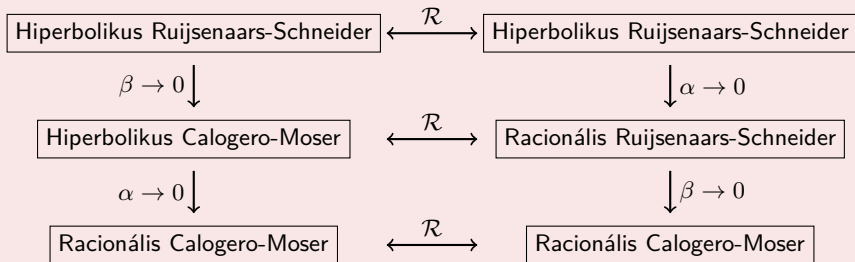 R
Hiperbolikus Ruijsenaars-Schneider Hiperbolikus Ruijsenaars-Schneider
β → 0 α → 0
R
Hiperbolikus Calogero-Moser Racionális Ruijsenaars-Schneider
α → 0 β → 0
R
Racionális Calogero-Moser Racionális Calogero-Moser